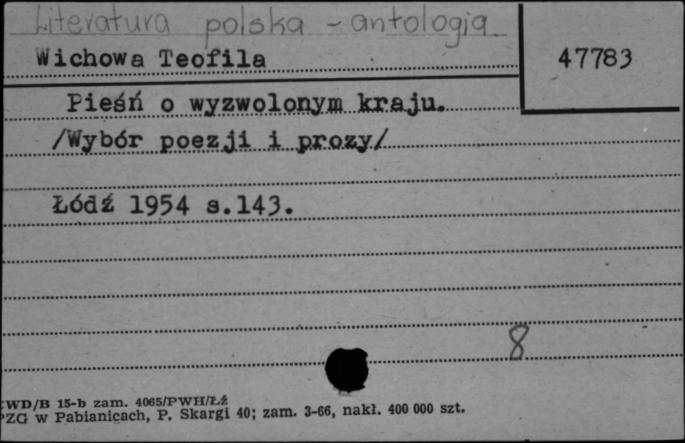 Literatura polska - antologia
Wichowa Teofila
47783
Pieśń o wyzwolonym kraju.
/Wybór poezji i prozy/
Łódź 1954 s.143.
8
WD/B 15-b zam. 4065/PWH/Łź
PZG w Pabianicach, P. Skargi 40; zam. 3-66, nakł. 400 000 szt.